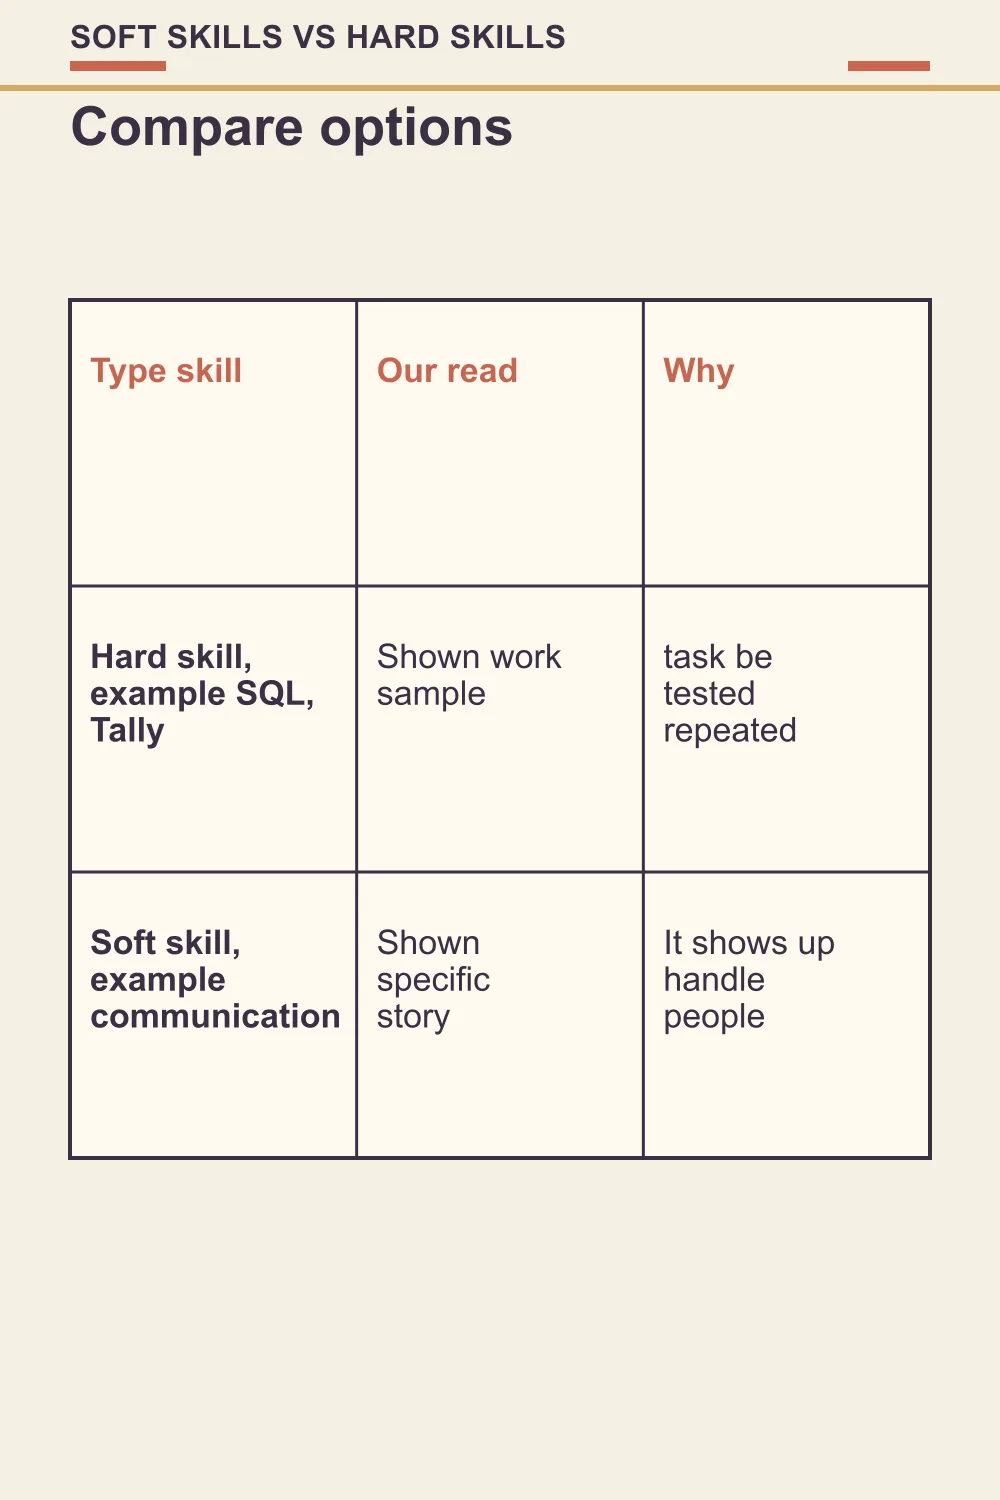 SOFT SKILLS VS HARD SKILLS
Compare options
Type skill
Our read
Why
Hard skill,
example SQL,
Tally
Shown work
sample
task be
tested
repeated
Soft skill,
example
communication
Shown
specific
story
It shows up
handle
people